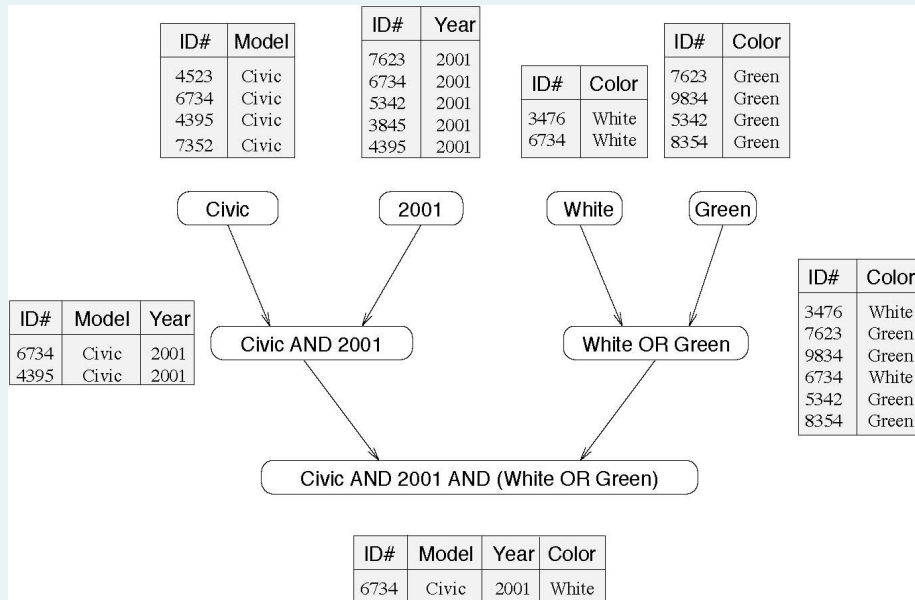 ID# Model
4523 Civic
6734 Civic
4395 Civic
7352 Civic
ID# Year
7623 2001
6734 2001
5342 2001
3845 2001
4395 2001
ID# Color
3476 White
6734 White
ID# Color
7623 Green
9834 Green
5342 Green
8354 Green
Civic
2001
White
Green
ID# Model Year
6734 Civic 2001
4395 Civic 2001
Civic AND 2001
White OR Green
ID# Color
3476 White
7623 Green
9834 Green
6734 White
5342 Green
8354 Green
Civic AND 2001 AND (White OR Green)
ID# Model Year Color
6734 Civic 2001 White